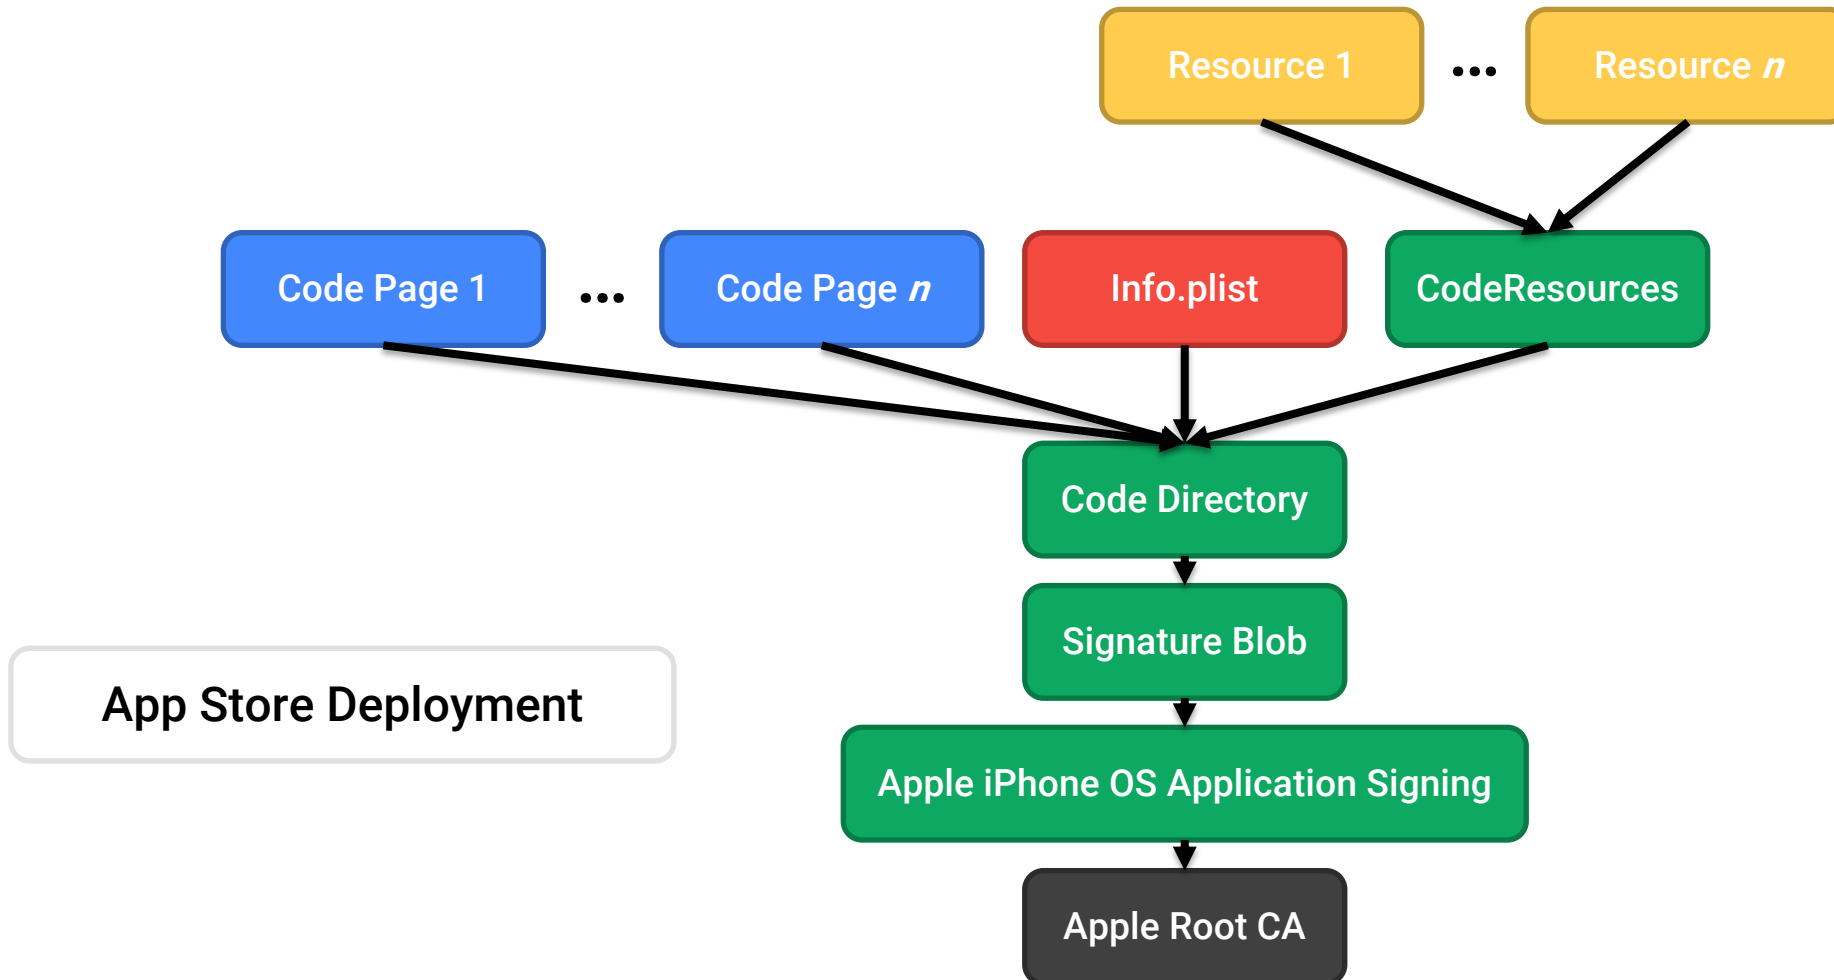 Resource 1
...
Resource n
Code Page 1
...
Code Page n
Info.plist
CodeResources
Code Directory
Signature Blob
App Store Deployment
Apple iPhone OS Application Signing
Apple Root CA